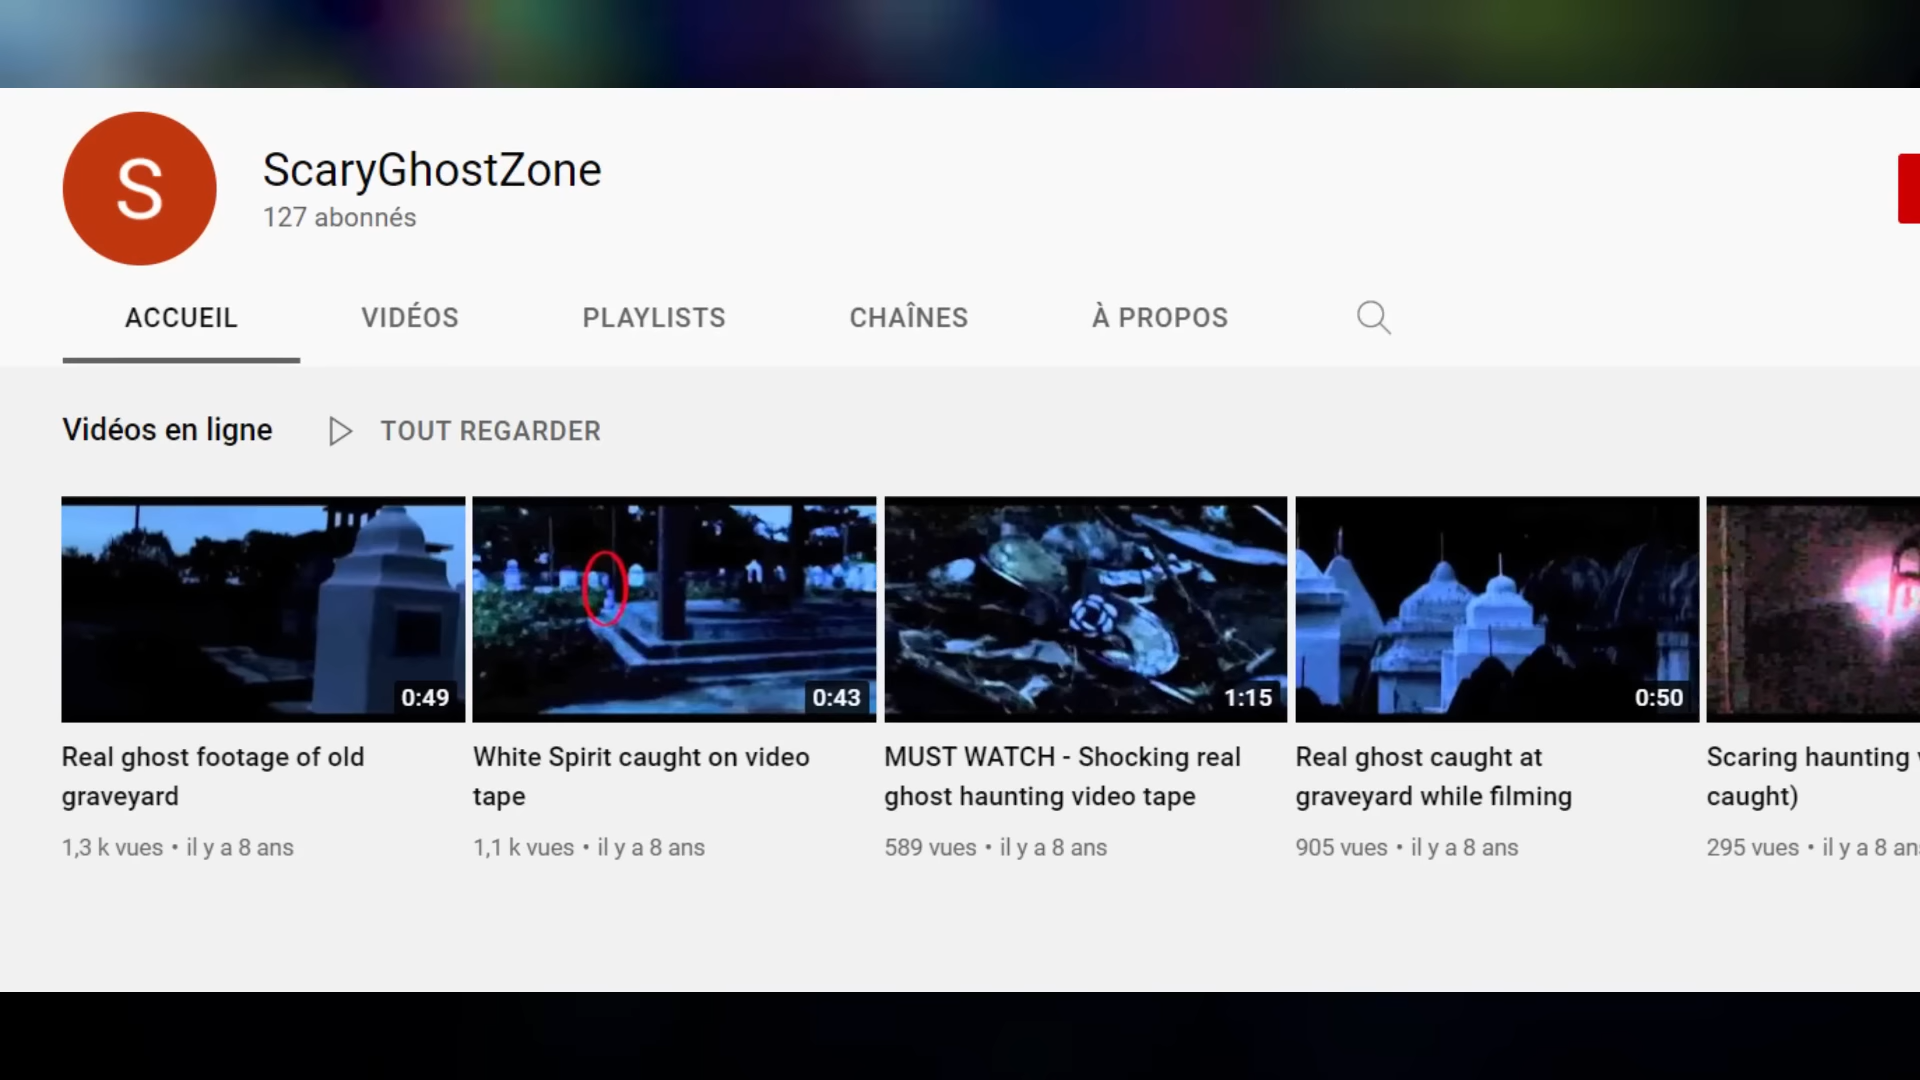 S
ScaryGhostZone
127 abonnés
ACCUEIL VIDÉOS PLAYLISTS CHAÎNES À PROPOS
Vidéos en ligne TOUT REGARDER
0:49 0:43 1:15 0:50
Real ghost footage of old
graveyard
1,3 k vues • il y a 8 ans
White Spirit caught on video
tape
1,1 k vues • il y a 8 ans
MUST WATCH - Shocking real
ghost haunting video tape
589 vues • il y a 8 ans
Real ghost caught at
graveyard while filming
905 vues • il y a 8 ans
Scaring haunting
caught)
295 vues • il y a 8 ans